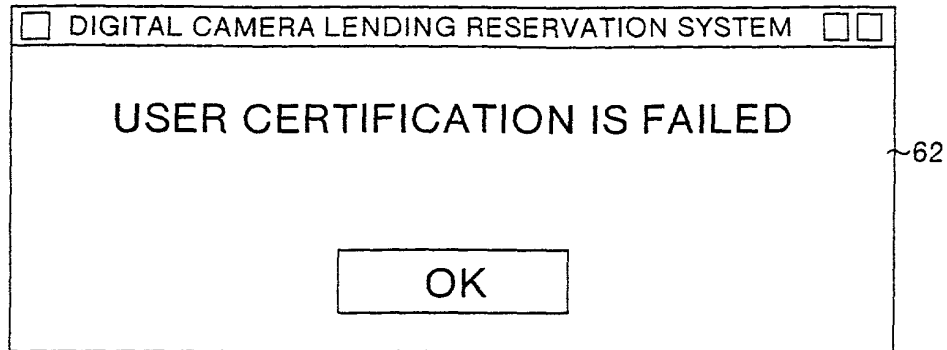 DIGITAL CAMERA LENDING RESERVATION SYSTEM
USER CERTIFICATION IS FAILED
~62
OK